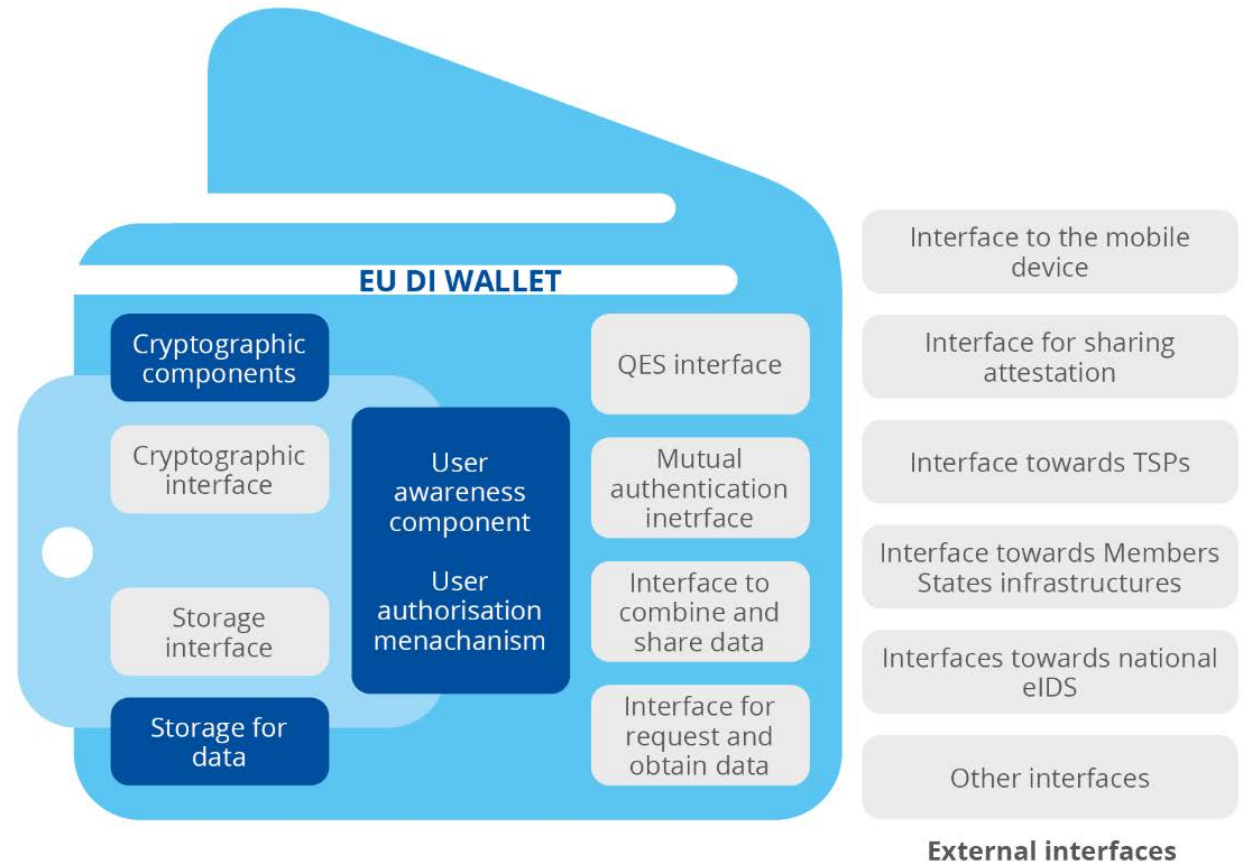 EU DI WALLET
Cryptographic
components
Cryptographic
interface
Storage
interface
Storage for
data
User
awareness
component
User
authorisation
menachanism
QES interface
Mutual
authentication
inetrface
Interface to
combine and
share data
Interface for
request and
obtain data
Interface to the mobile
device
Interface for sharing
attestation
Interface towards TSPs
Interface towards Members
States infrastructures
Interfaces towards national
eIDS
Other interfaces
External interfaces